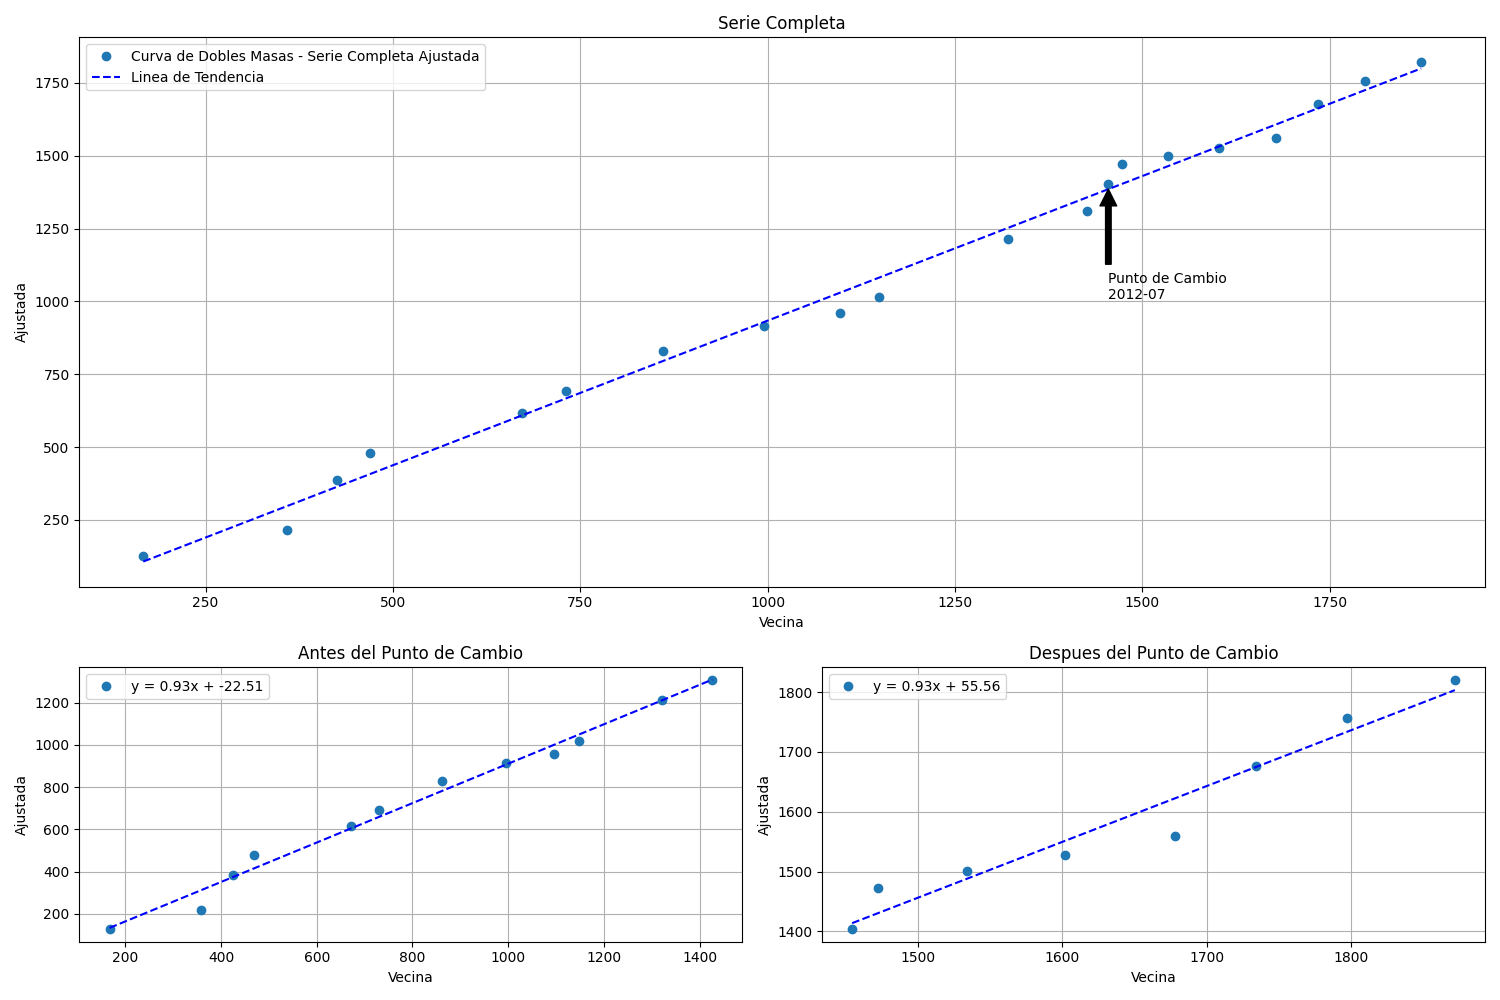 Serie Completa
Curva de Dobles Masas - Serie Completa Ajustada
Linea de Tendencia
1750
1500
1250
1000
750
500
250
Ajustada
Punto de Cambio
2012-07
250
500
750
1000
1250
1500
1750
Vecina
Antes del Punto de Cambio
y = 0.93x + -22.51
1200
1000
800
600
400
200
Ajustada
200
400
600
800
1000
1200
1400
Vecina
Despues del Punto de Cambio
y = 0.93x + 55.56
1800
1700
1600
1500
1400
Ajustada
1500
1600
1700
1800
Vecina